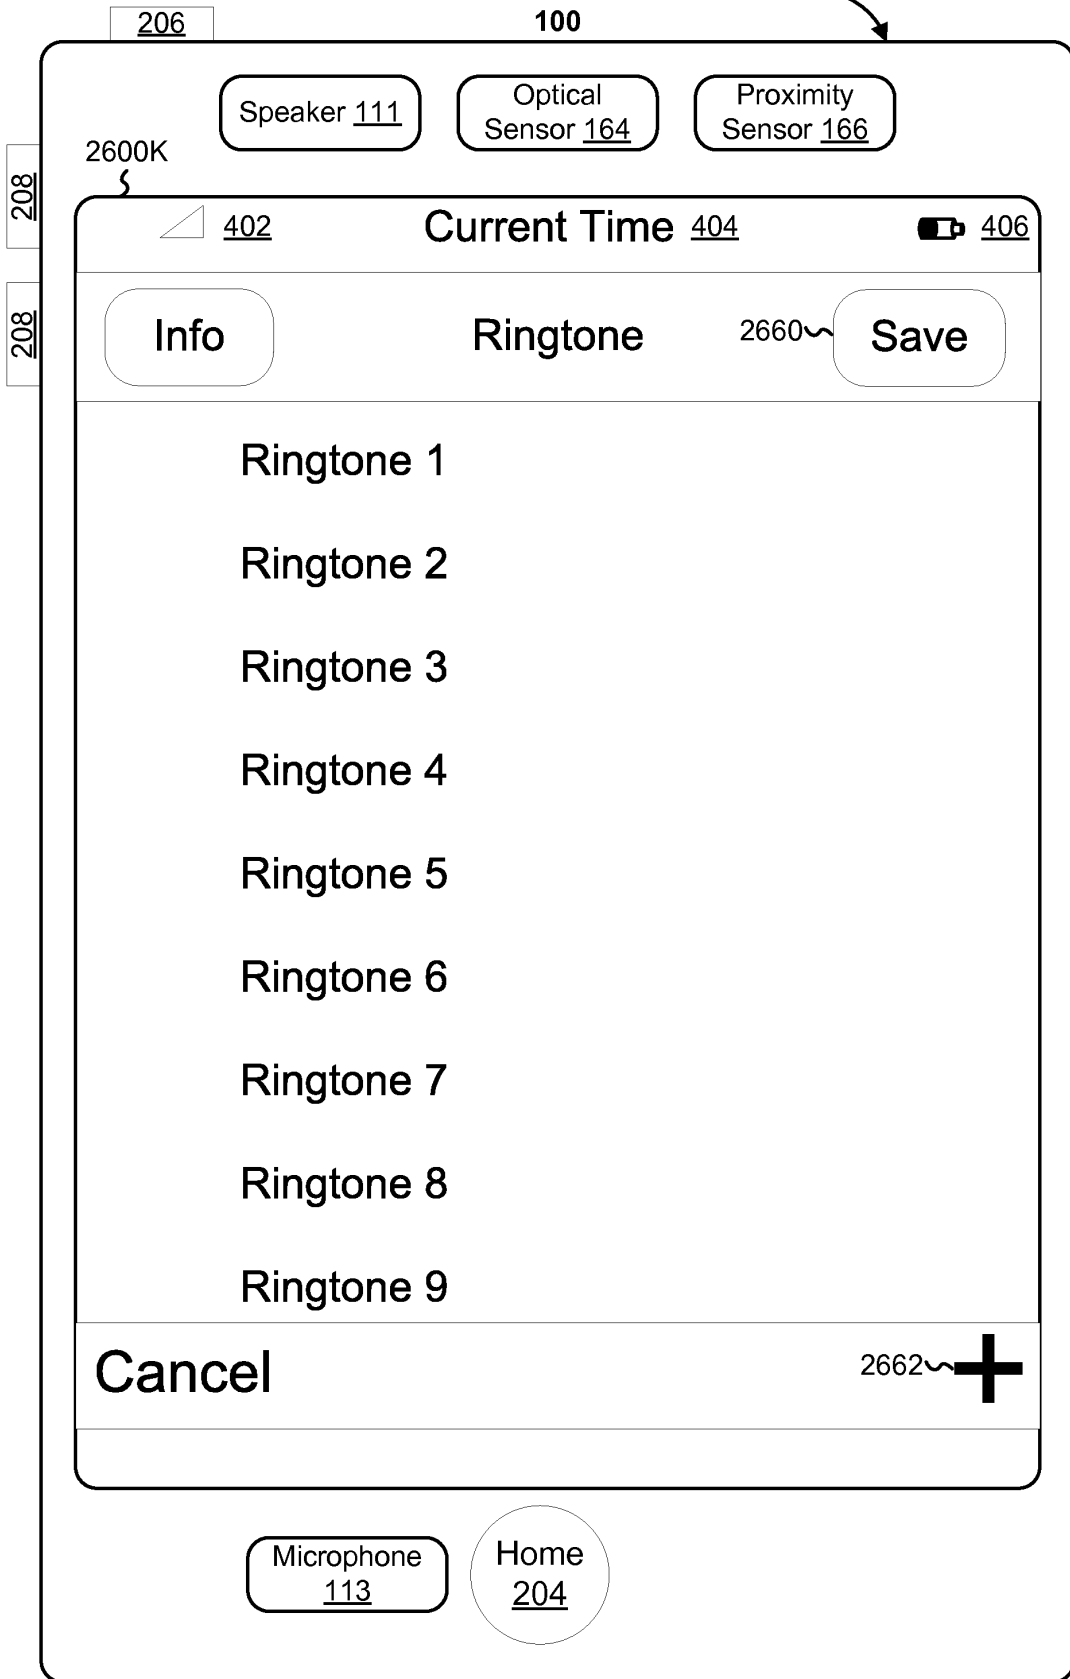 206
100
Speaker 111
Optical
Sensor 164
Proximity
Sensor 166
2600K
208
402
Current Time 404
406
208
Info
Ringtone
2660
Save
Ringtone 1
Ringtone 2
Ringtone 3
Ringtone 4
Ringtone 5
Ringtone 6
Ringtone 7
Ringtone 8
Ringtone 9
Cancel
2662
Microphone
113
Home
204